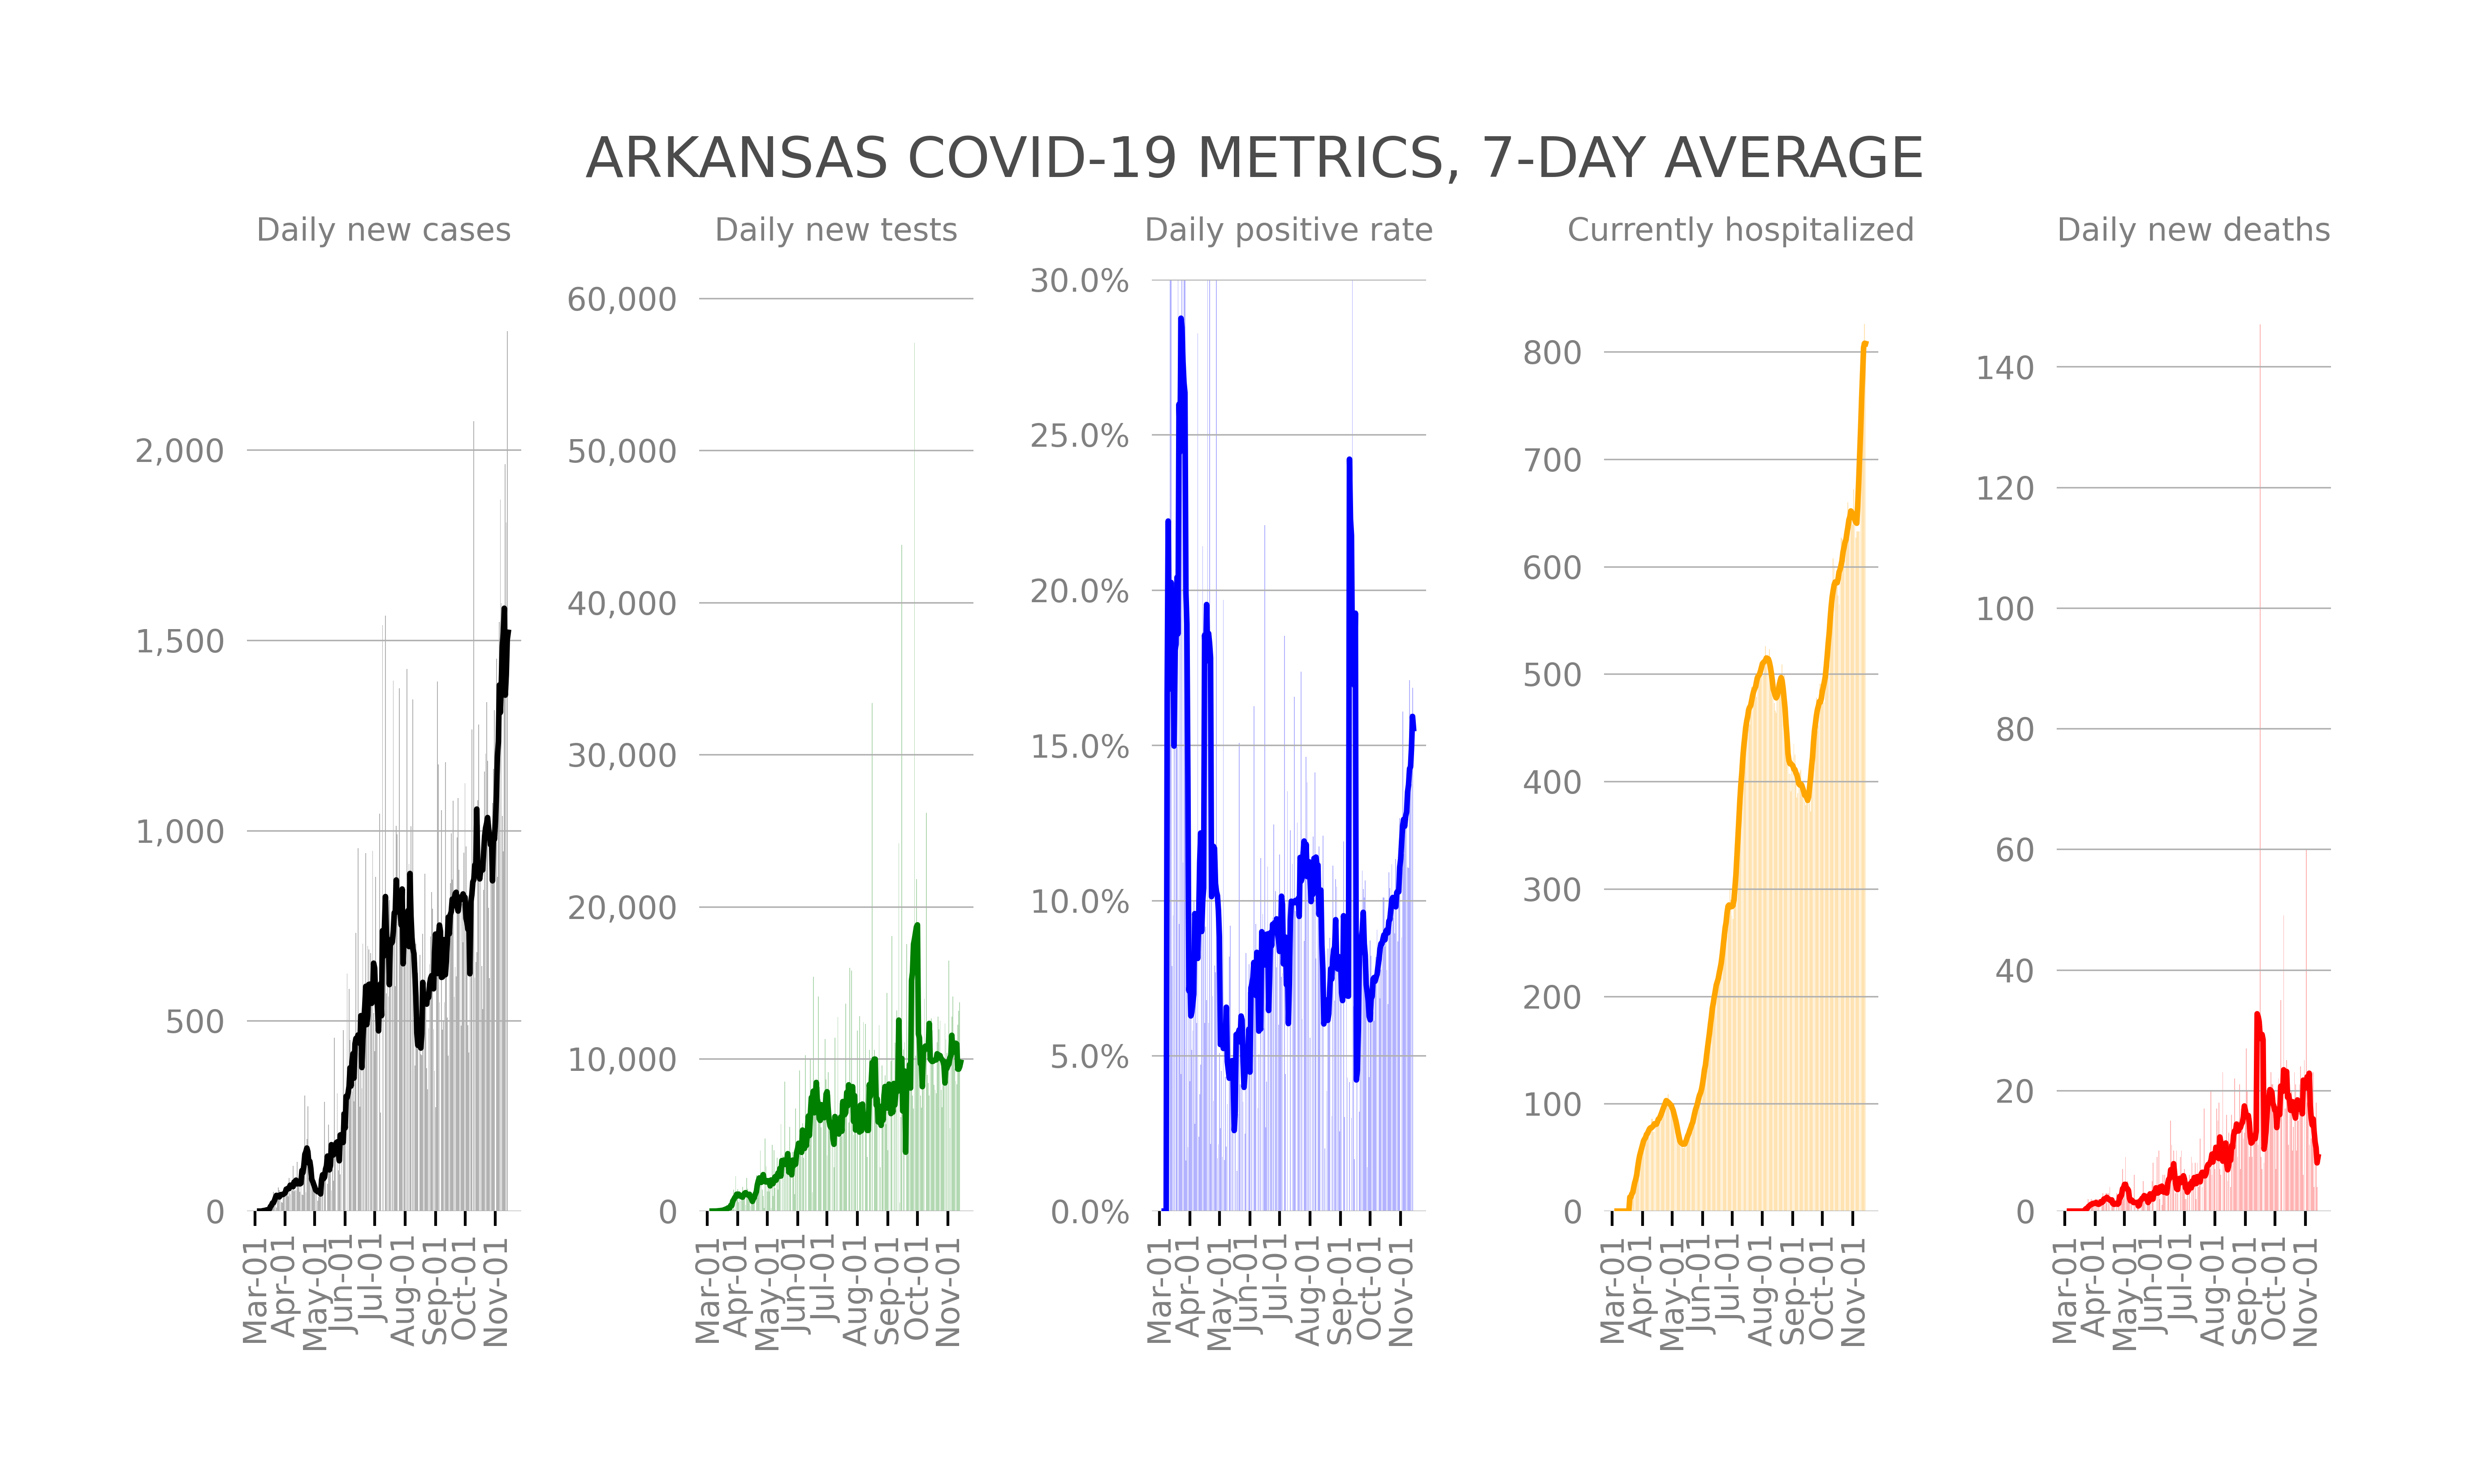 ARKANSAS COVID-19 METRICS, 7-DAY AVERAGE
Daily new cases
2,000
1,500
1,000
500
0
Mar-01
Apr-01
May-01
Jun-01
Jul-01
Aug-01
Sep-01
Oct-01
Nov-01
Daily new tests
60,000
50,000
40,000
30,000
20,000
10,000
0
Mar-01
Apr-01
May-01
Jun-01
Jul-01
Aug-01
Sep-01
Oct-01
Nov-01
Daily positive rate
30.0%
25.0%
20.0%
15.0%
10.0%
5.0%
0.0%
Mar-01
Apr-01
May-01
Jun-01
Jul-01
Aug-01
Sep-01
Oct-01
Nov-01
Currently hospitalized
800
700
600
500
400
300
200
100
0
Mar-01
Apr-01
May-01
Jun-01
Jul-01
Aug-01
Sep-01
Oct-01
Nov-01
Daily new deaths
140
120
100
80
60
40
20
0
Mar-01
Apr-01
May-01
Jun-01
Jul-01
Aug-01
Sep-01
Oct-01
Nov-01